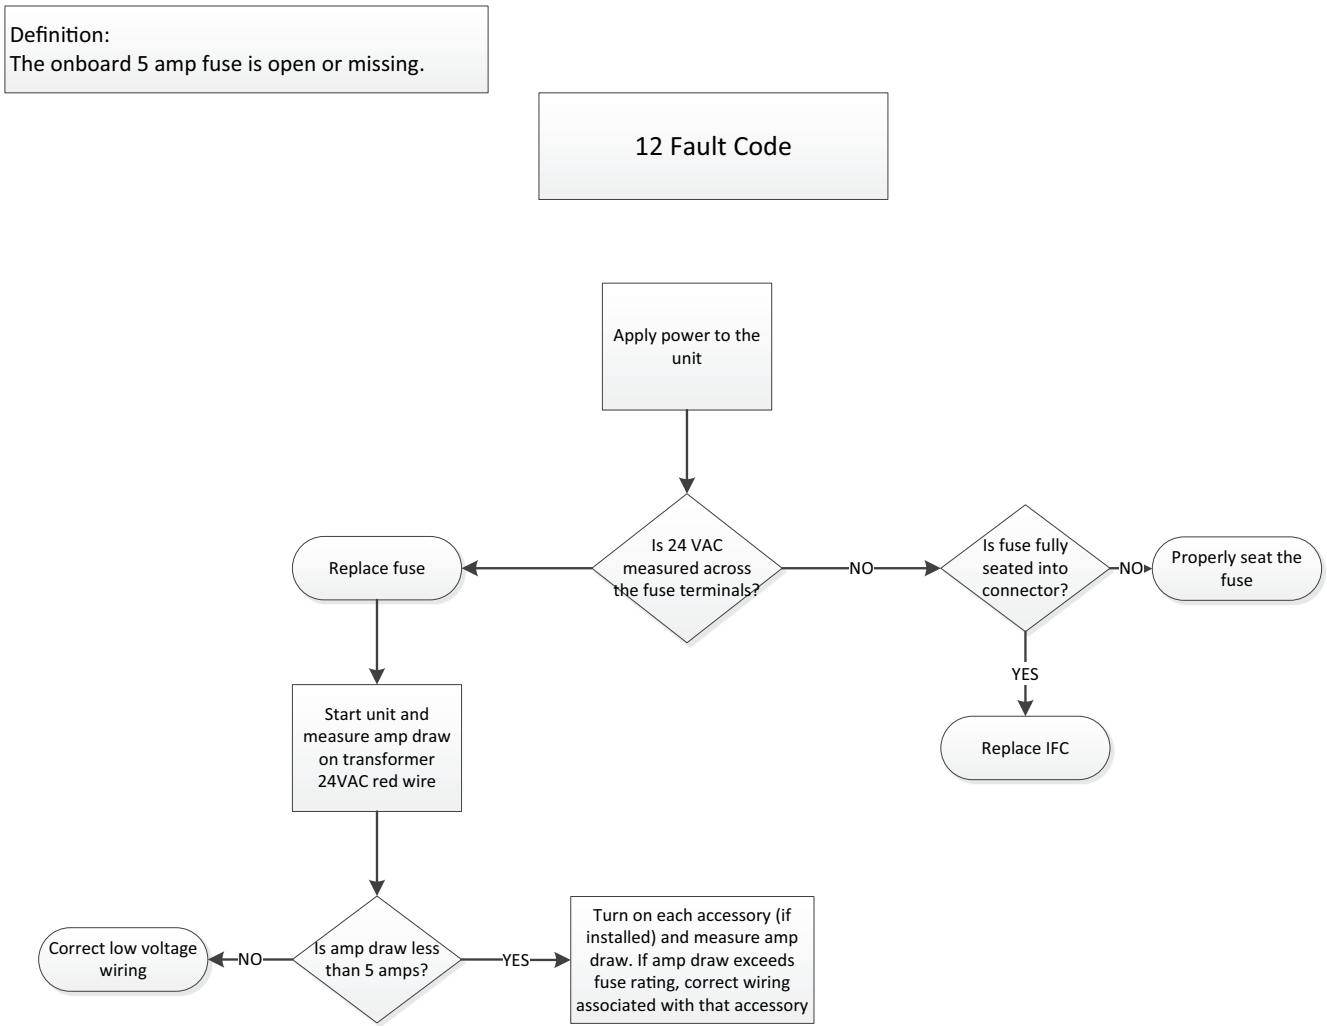 Definition:
The onboard 5 amp fuse is open or missing.
12 Fault Code
Apply power to the
unit
Is 24 VAC
measured across
the fuse terminals?
NO
Is fuse fully
seated into
connector?
NO
Properly seat the
fuse
YES
Replace IFC
Replace fuse
Start unit and
measure amp draw
on transformer
24VAC red wire
Is amp draw less
than 5 amps?
NO
Correct low voltage
wiring
YES
Turn on each accessory (if
installed) and measure amp
draw. If amp draw exceeds
fuse rating, correct wiring
associated with that accessory